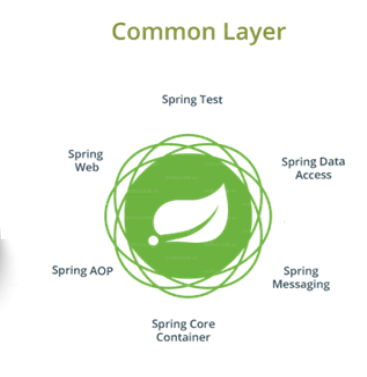 Common Layer
Spring Test
Spring
Web
Spring Data
Access
Spring AOP
Spring
Messaging
Spring Core
Container